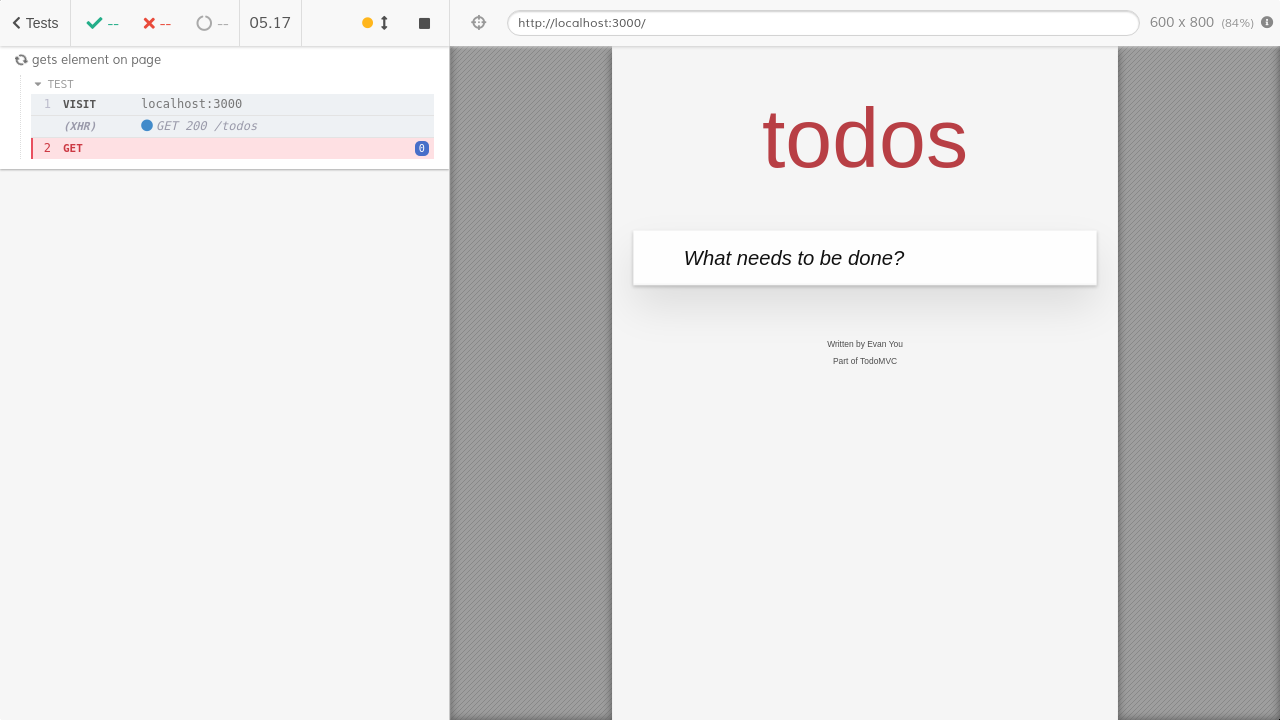 Tests -- -- -- 05.17
http://localhost:3000/ 600 x 800 (84%)
gets element on page
TEST
1 VISIT localhost:3000
(XHR) GET 200 /todos
2 GET 0
todos
What needs to be done?
Written by Evan You
Part of TodoMVC